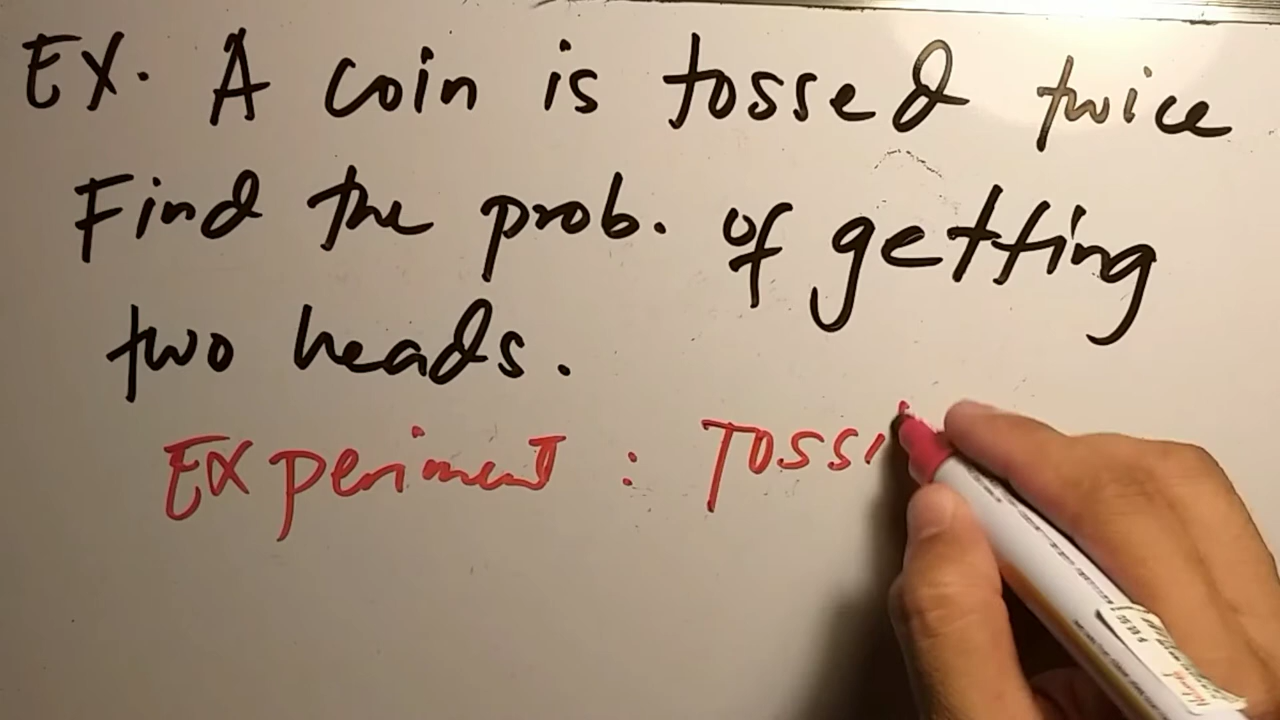 EX. A coin is tossed twice
Find the prob. of getting
two heads.
Experiment : Tossi